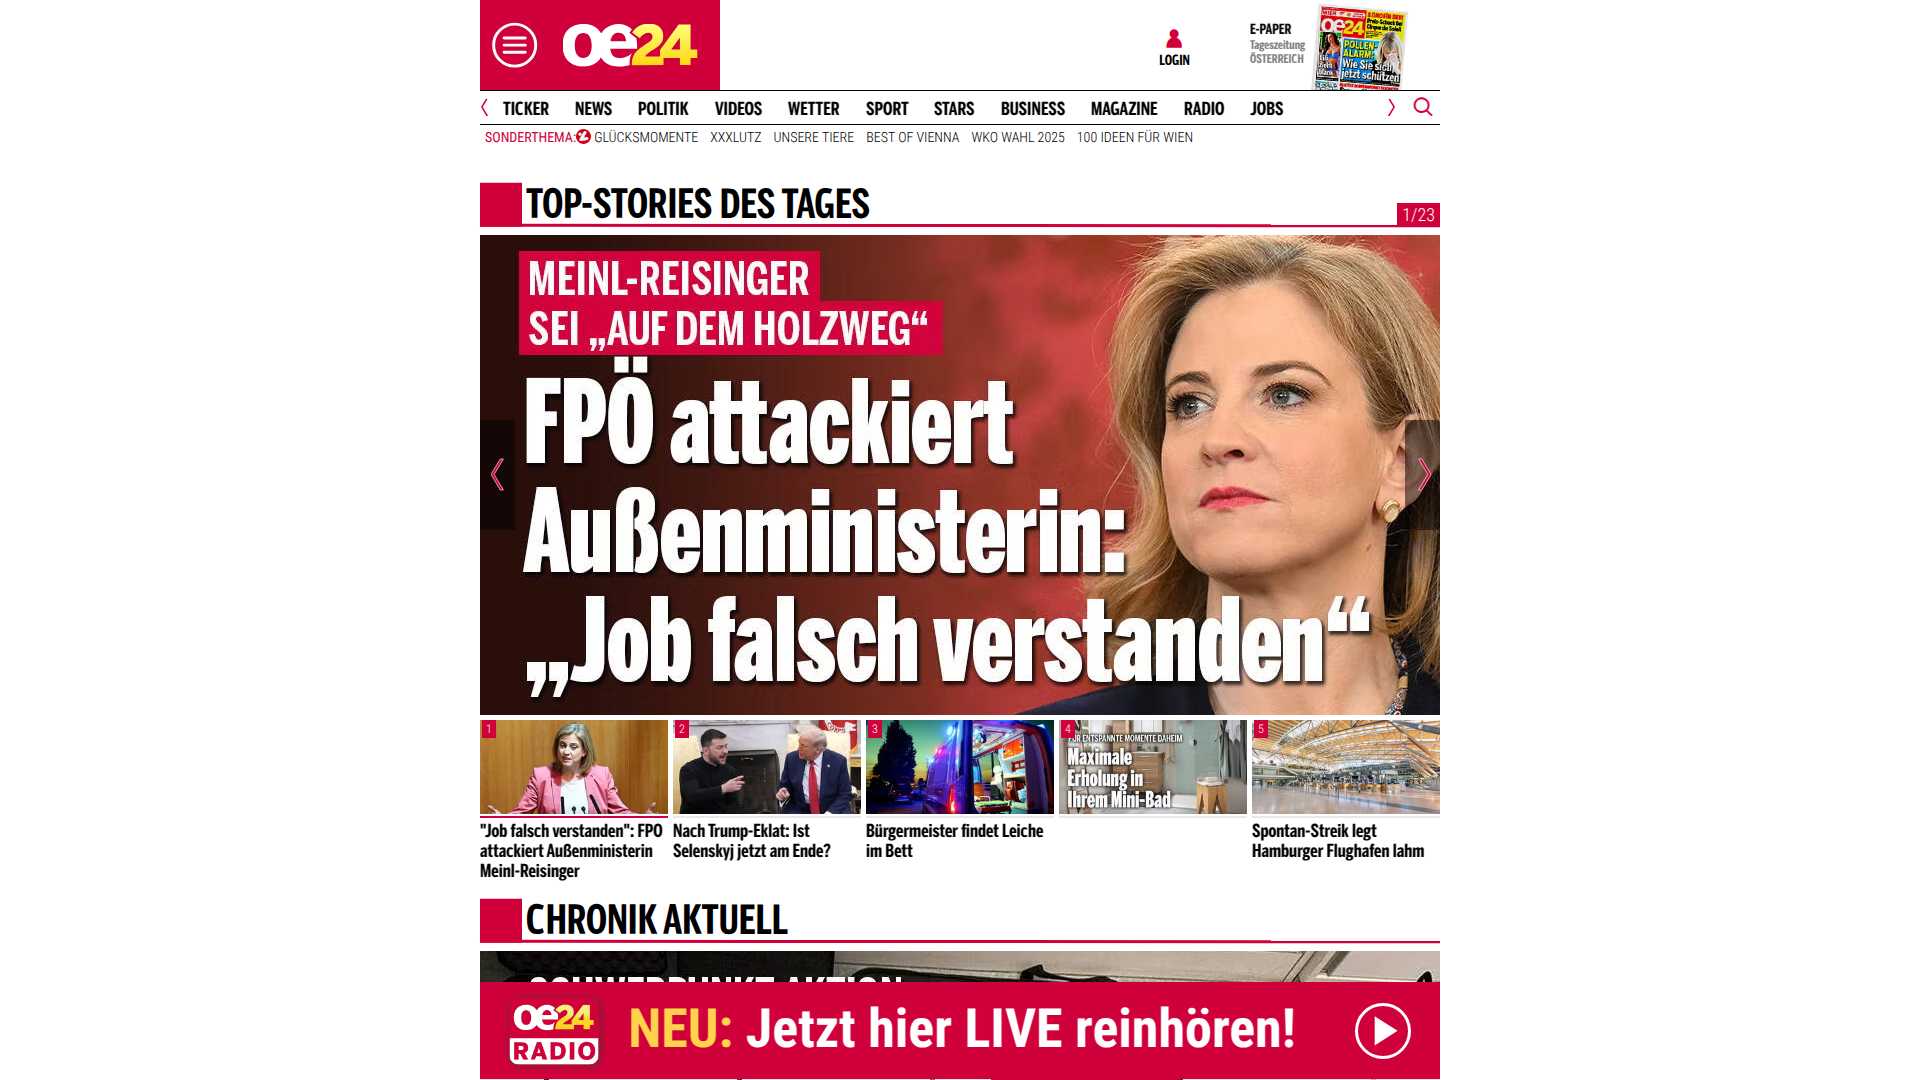 oe24
LOGIN
E-PAPER
Tageszeitung
ÖSTERREICH
oe24
POLLEN-
ALARM:
Wie Sie sich
jetzt schützen
TICKER NEWS POLITIK VIDEOS WETTER SPORT STARS BUSINESS MAGAZINE RADIO JOBS
SONDERTHEMA: GLÜCKSMOMENTE XXXLUTZ UNSERE TIERE BEST OF VIENNA WKO WAHL 2025 100 IDEEN FÜR WIEN
TOP-STORIES DES TAGES
1/23
MEINL-REISINGER
SEI „AUF DEM HOLZWEG“
FPÖ attackiert
Außenministerin:
„Job falsch verstanden“
1
"Job falsch verstanden": FPÖ
attackiert Außenministerin
Meinl-Reisinger
2
Nach Trump-Eklat: Ist
Selenskyj jetzt am Ende?
3
Bürgermeister findet Leiche
im Bett
4
FÜR ENTSPANNTE MOMENTE DAHEIM
Maximale
Erholung in
Ihrem Mini-Bad
5
Spontan-Streik legt
Hamburger Flughafen lahm
CHRONIK AKTUELL
SCHWERPUNKT-AKTION
oe24
RADIO
NEU: Jetzt hier LIVE reinhören!